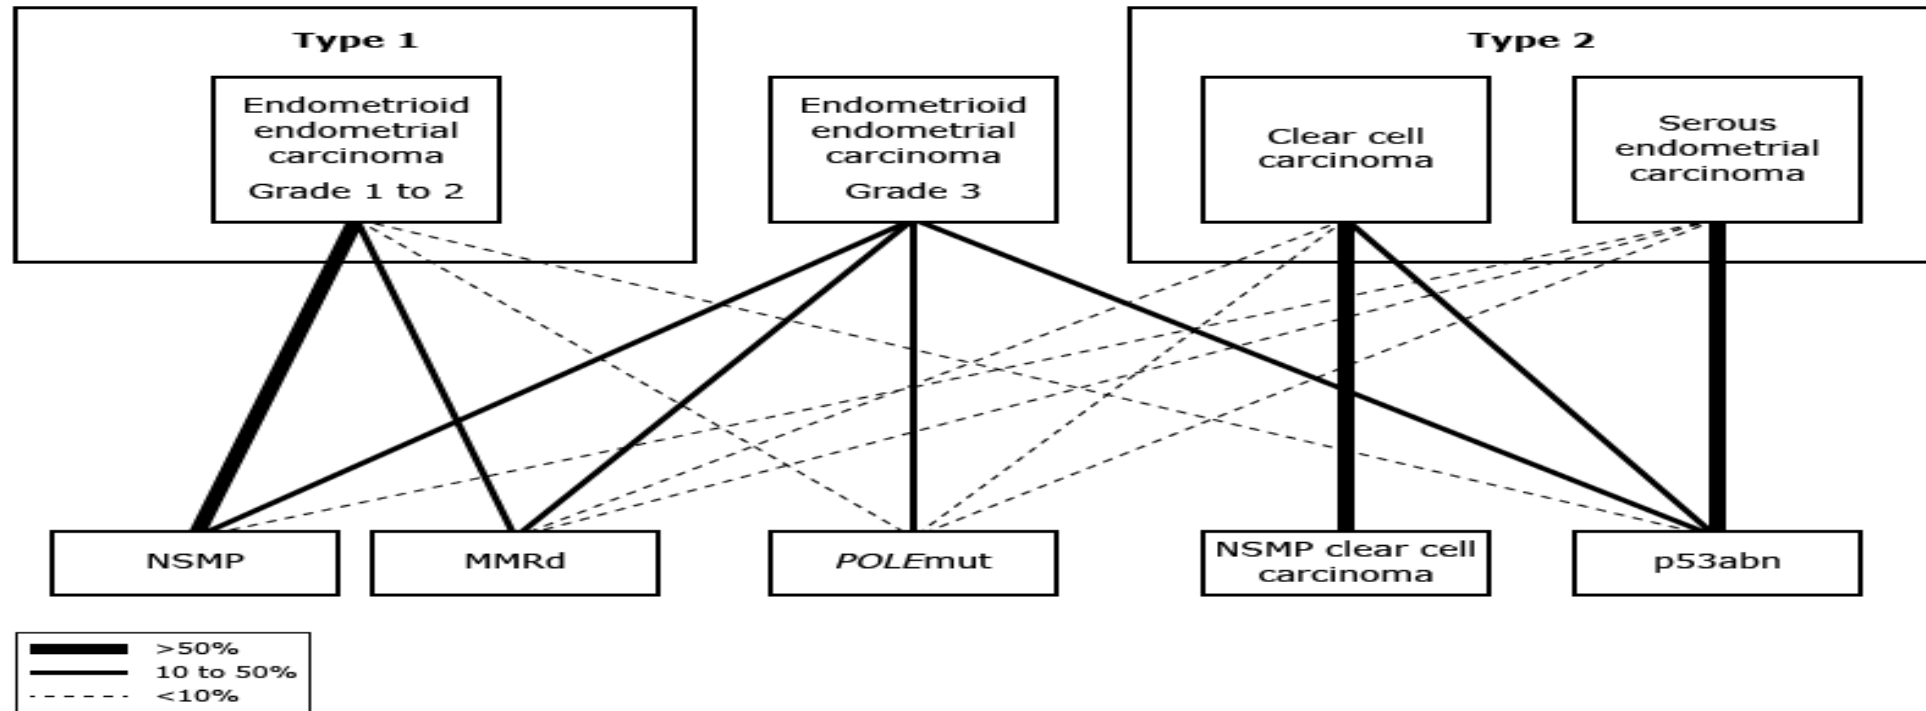 Type 1
Type 2
Endometrioid
endometrial
carcinoma
Grade 1 to 2
Endometrioid
endometrial
carcinoma
Grade 3
Clear cell
carcinoma
Serous
endometrial
carcinoma
NSMP
MMRd
POLEmut
NSMP clear cell
carcinoma
p53abn
>50%
10 to 50%
<10%